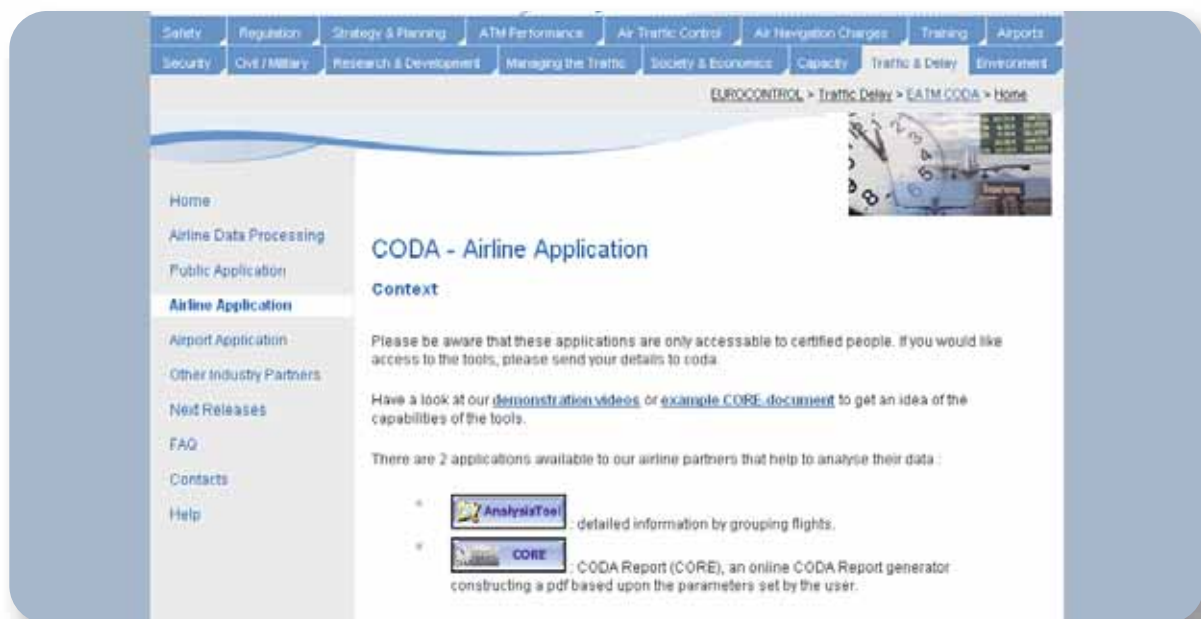 Safety Regulation Strategy & Planning ATM Performance Air Traffic Control Air Navigation Charges Training Airports
Security Civil / Military Research & Development Managing the Traffic Society & Economics Capacity Traffic & Delay Environment
EUROCONTROL > Traffic Delay > EATM CODA > Home
Home
Airline Data Processing
Public Application
Airline Application
Airport Application
Other Industry Partners
Next Releases
FAQ
Contacts
Help
CODA - Airline Application
Context
Please be aware that these applications are only accessable to certified people. If you would like
access to the tools, please send your details to coda.
Have a look at our demonstration videos or example CORE document to get an idea of the
capabilities of the tools.
There are 2 applications available to our airline partners that help to analyse their data :
AnalysisTool : detailed information by grouping flights.
CORE : CODA Report (CORE), an online CODA Report generator
constructing a pdf based upon the parameters set by the user.